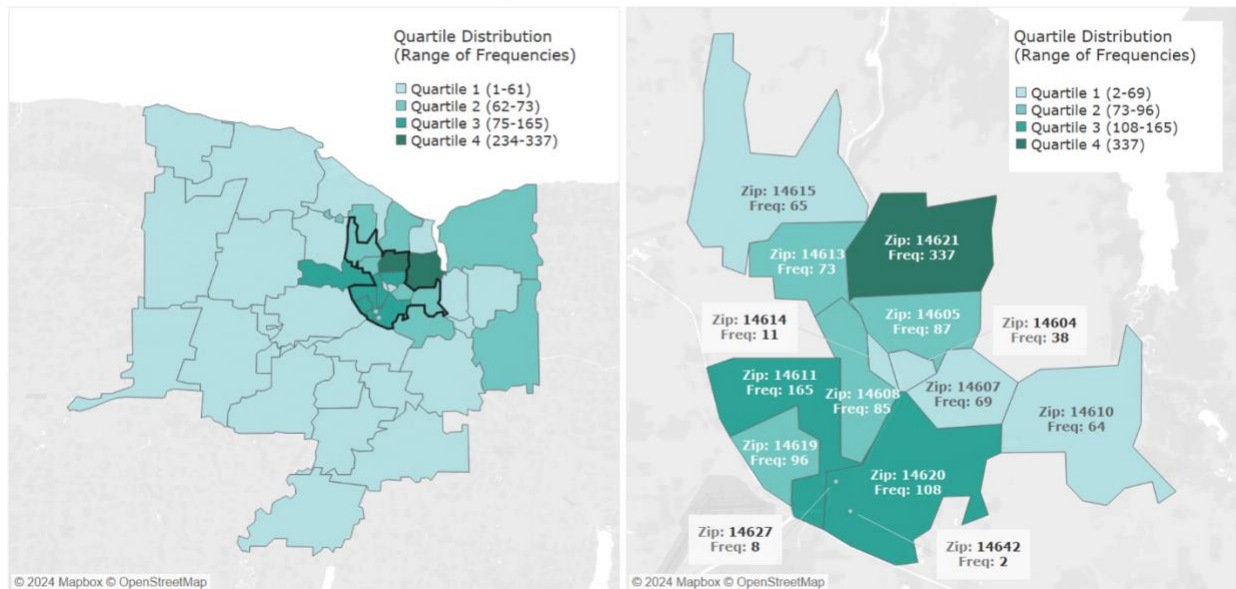 Quartile Distribution
(Range of Frequencies)
Quartile 1 (1-61)
Quartile 2 (62-73)
Quartile 3 (75-165)
Quartile 4 (234-337)
© 2024 Mapbox © OpenStreetMap
Quartile Distribution
(Range of Frequencies)
Quartile 1 (2-69)
Quartile 2 (73-96)
Quartile 3 (108-165)
Quartile 4 (337)
Zip: 14615
Freq: 65
Zip: 14621
Freq: 337
Zip: 14613
Freq: 73
Zip: 14614
Freq: 11
Zip: 14605
Freq: 87
Zip: 14604
Freq: 38
Zip: 14611
Freq: 165
Zip: 14608
Freq: 85
Zip: 14607
Freq: 69
Zip: 14610
Freq: 64
Zip: 14619
Freq: 96
Zip: 14620
Freq: 108
Zip: 14627
Freq: 8
Zip: 14642
Freq: 2
© 2024 Mapbox © OpenStreetMap